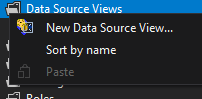 Data Source Views
New Data Source View...
Sort by name
Paste
Roles